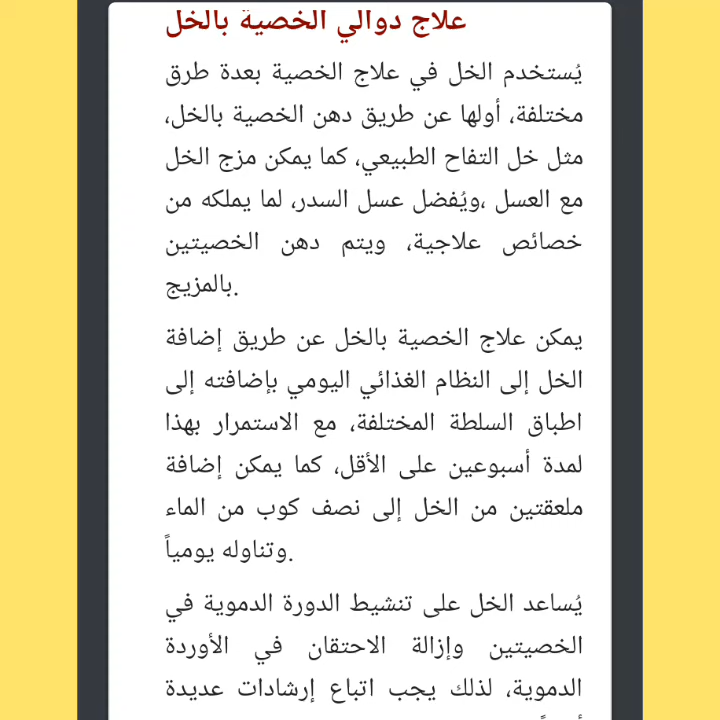 علاج دوالي الخصية بالخل
يُستخدم الخل في علاج الخصية بعدة طرق
مختلفة، أولها عن طريق دهن الخصية بالخل،
مثل خل التفاح الطبيعي، كما يمكن مزج الخل
مع العسل ،ويُفضل عسل السدر، لما يملكه من
خصائص علاجية، ويتم دهن الخصيتين
.بالمزيج
يمكن علاج الخصية بالخل عن طريق إضافة
الخل إلى النظام الغذائي اليومي بإضافته إلى
اطباق السلطة المختلفة، مع الاستمرار بهذا
لمدة أسبوعين على الأقل، كما يمكن إضافة
ملعقتين من الخل إلى نصف كوب من الماء
.وتناوله يومياً
يُساعد الخل على تنشيط الدورة الدموية في
الخصيتين وإزالة الاحتقان في الأوردة
الدموية، لذلك يجب اتباع إرشادات عديدة